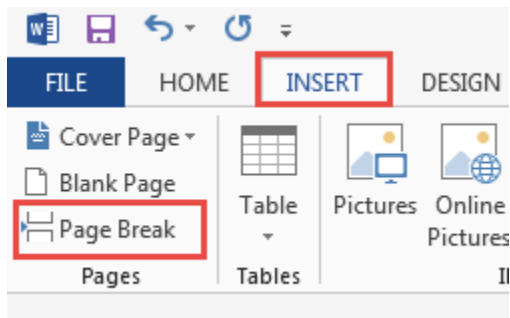 FILE HOME INSERT DESIGN
Cover Page
Blank Page
Page Break
Table
Pictures
Online
Pictures
Pages
Tables